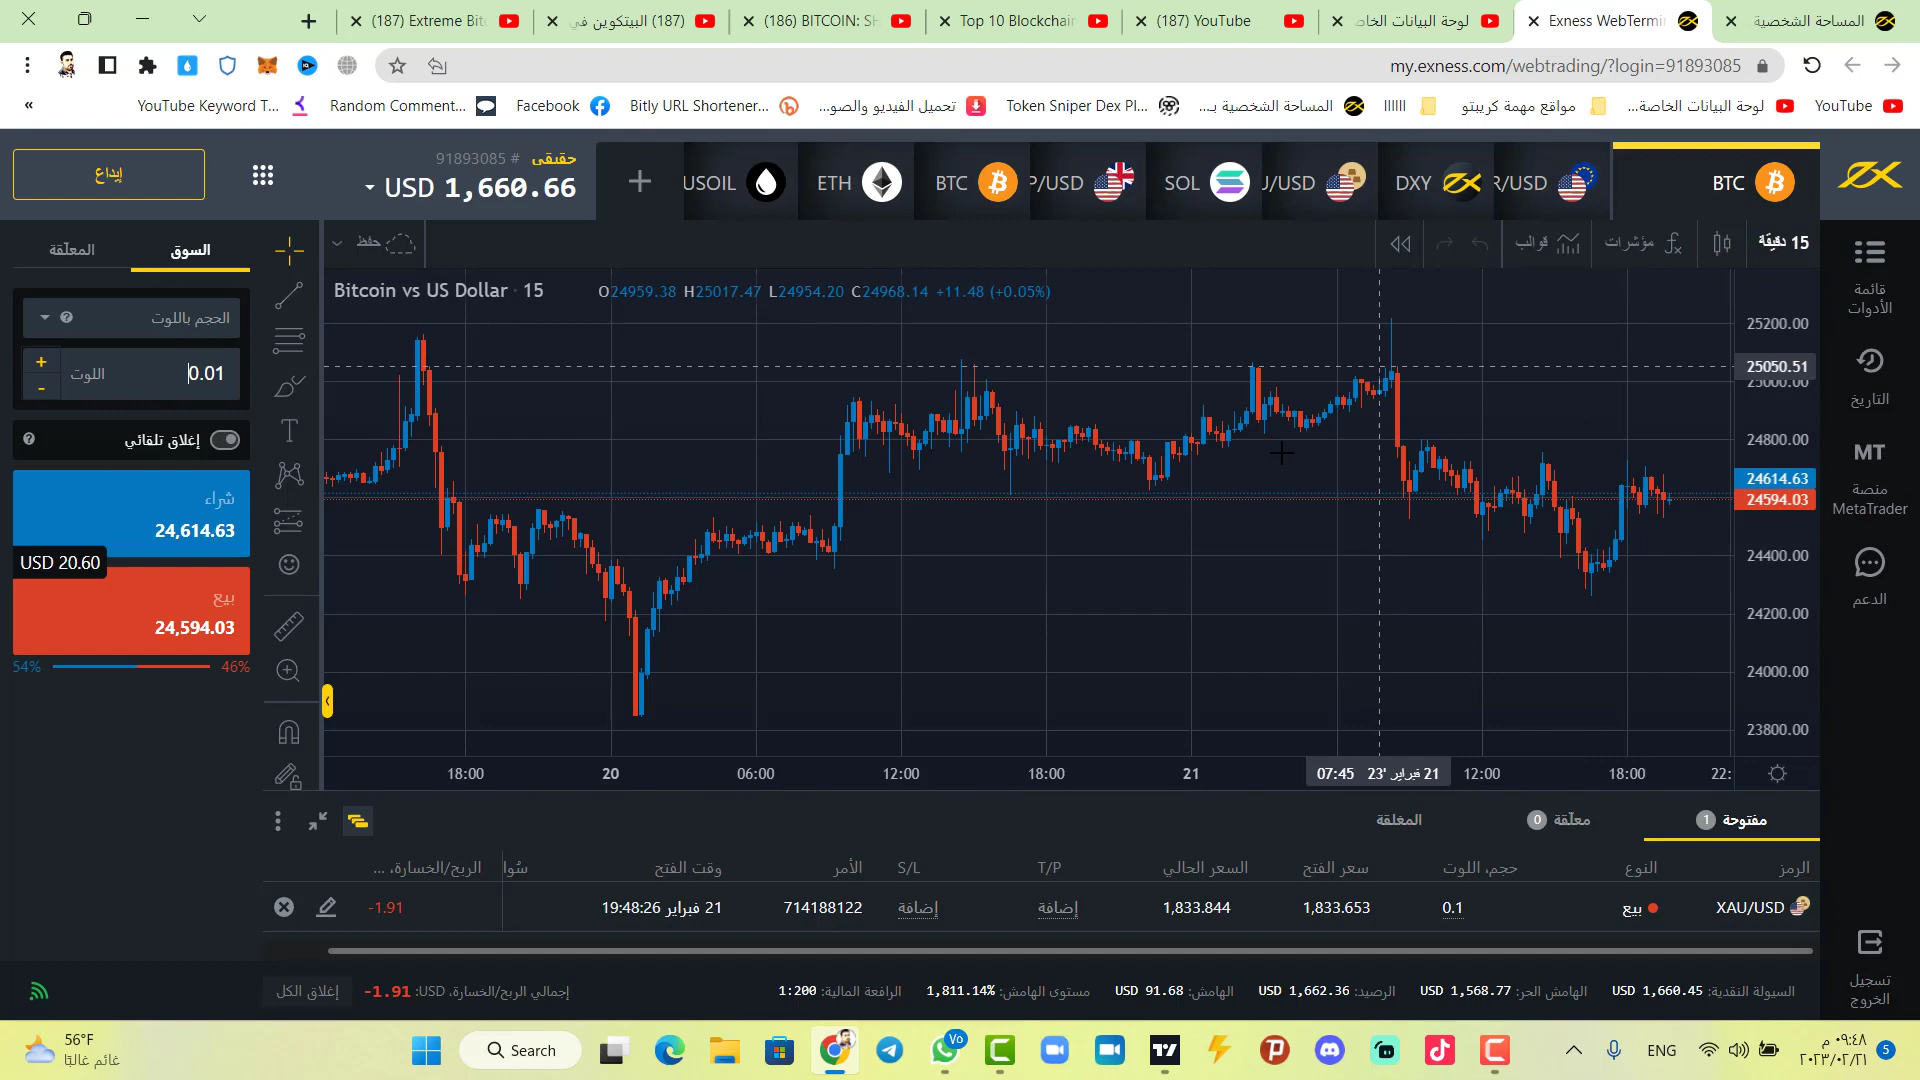 (187) Extreme Bit
(187) البيتكوين في
(186) BITCOIN: SH
Top 10 Blockchain
(187) YouTube
لوحة البيانات الخاد
Exness WebTermi
المساحة الشخصية
my.exness.com/webtrading/?login=91893085
«
YouTube Keyword T...
Random Comment...
Facebook
Bitly URL Shortener...
تحميل الفيديو والصو...
Token Sniper Dex Pl...
المساحة الشخصية بـ...
llllll
مواقع مهمة كريبتو
لوحة البيانات الخاصة...
YouTube
إيداع
91893085 # حقيقي
USD 1,660.66
USOIL
ETH
BTC
P/USD
SOL
J/USD
DXY
R/USD
BTC
المعلّقة
السوق
حفظ
قوالب
مؤشرات
15 دقيقة
الحجم باللوت
+
-
اللوت
0.01
إغلاق تلقائي
شراء
24,614.63
USD 20.60
بيع
24,594.03
54%
46%
Bitcoin vs US Dollar · 15
O24959.38 H25017.47 L24954.20 C24968.14 +11.48 (+0.05%)
25200.00
25050.51
25000.00
24800.00
24614.63
24594.03
24400.00
24200.00
24000.00
23800.00
18:00
20
06:00
12:00
18:00
21
21 فبراير '23 07:45
12:00
18:00
22:
قائمة
الأدوات
التاريخ
MT
منصة
MetaTrader
الدعم
تسجيل
الخروج
مفتوحة 1
معلّقة 0
المغلقة
الرمز
النوع
حجم، اللوت
سعر الفتح
السعر الحالي
T/P
S/L
الأمر
وقت الفتح
سُوا
الربح/الخسارة، ...
XAU/USD
بيع
0.1
1,833.653
1,833.844
إضافة
إضافة
714188122
21 فبراير 19:48:26
-1.91
السيولة النقدية: 1,660.45 USD
الهامش الحر: 1,568.77 USD
الرصيد: 1,662.36 USD
الهامش: 91.68 USD
مستوى الهامش: 1,811.14%
الرافعة المالية: 1:200
إجمالي الربح/الخسارة، USD: -1.91
إغلاق الكل
56°F
غائم غالبًا
Search
Vo
ENG
٠٩:٤٨ م
٢٠٢٣/٠٢/٢١
5